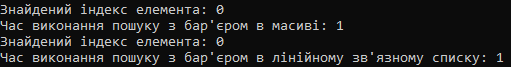 Знайдений індекс елемента: 0
Час виконання пошуку з бар'єром в масиві: 1
Знайдений індекс елемента: 0
Час виконання пошуку з бар'єром в лінійному зв'язному списку: 1